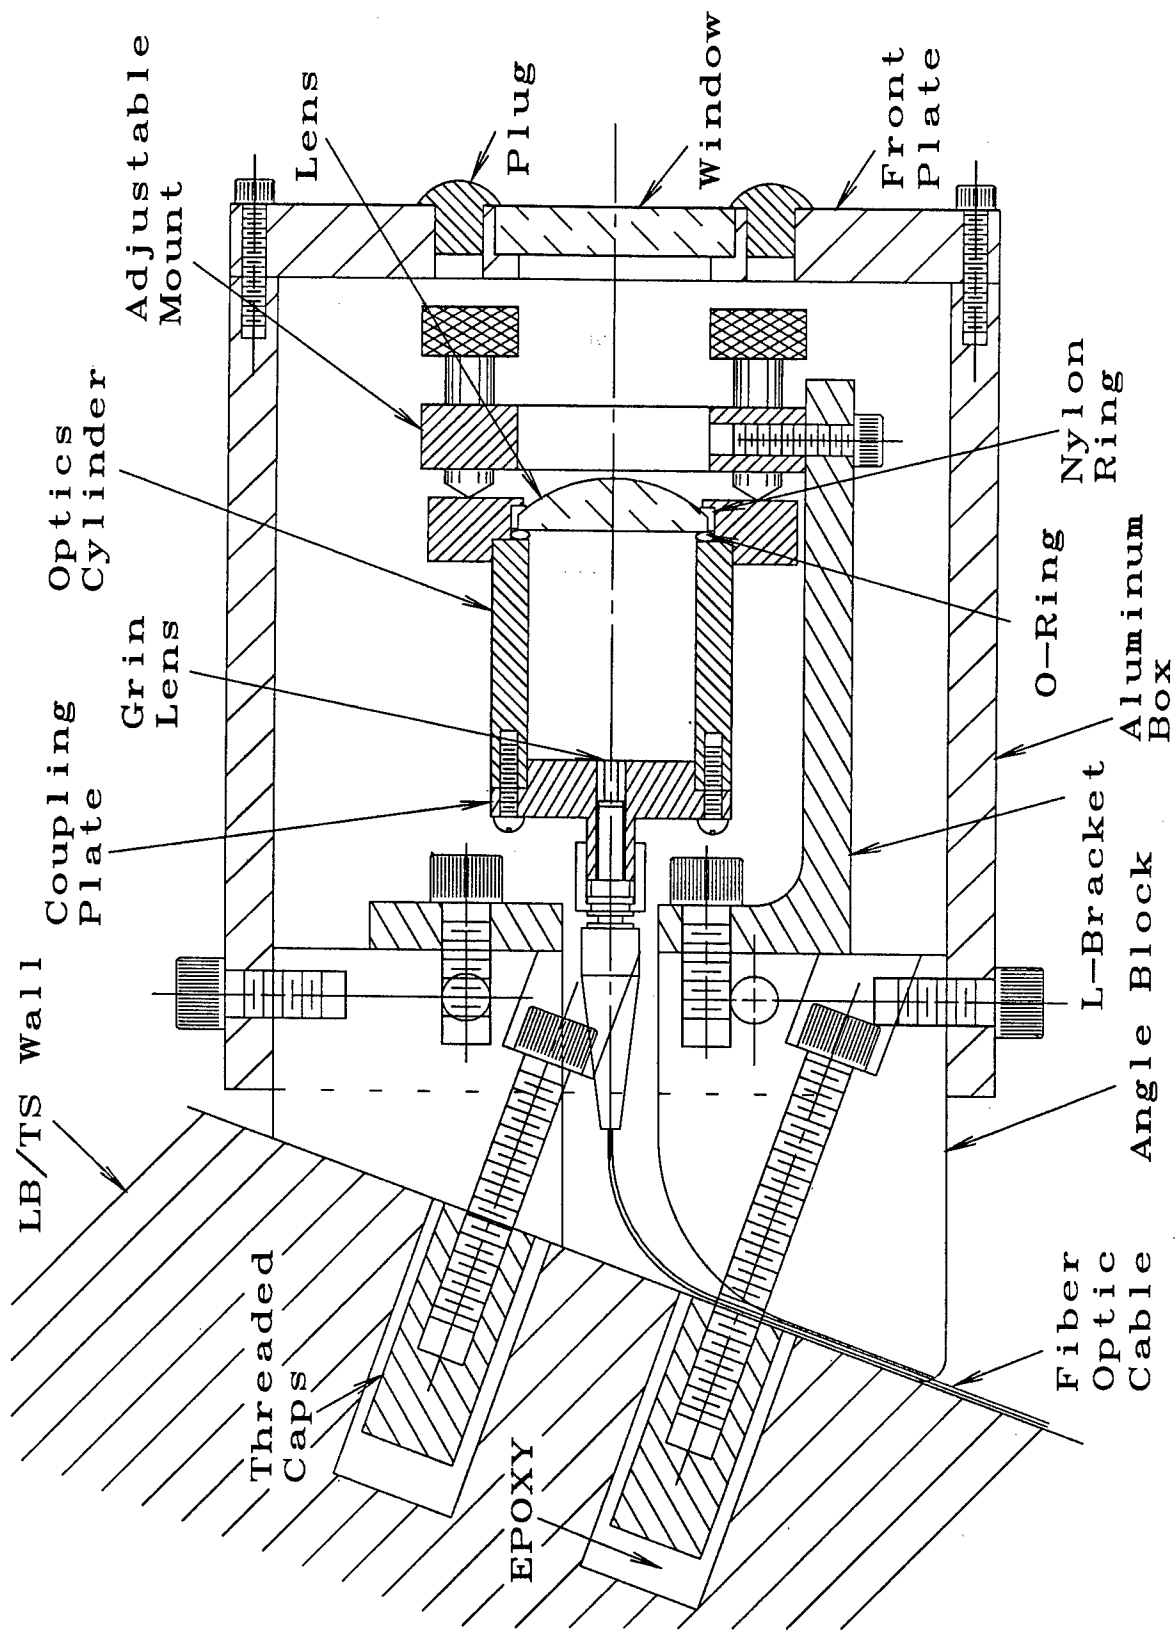 LB/TS Wall
Coupling
Plate
Grin
Lens
Optics
Cylinder
Adjustable
Mount
Lens
Plug
Window
Front
Plate
Threaded
Caps
EPOXY
Nylon
Ring
O-Ring
Aluminum
Box
L-Bracket
Angle Block
Fiber
Optic
Cable